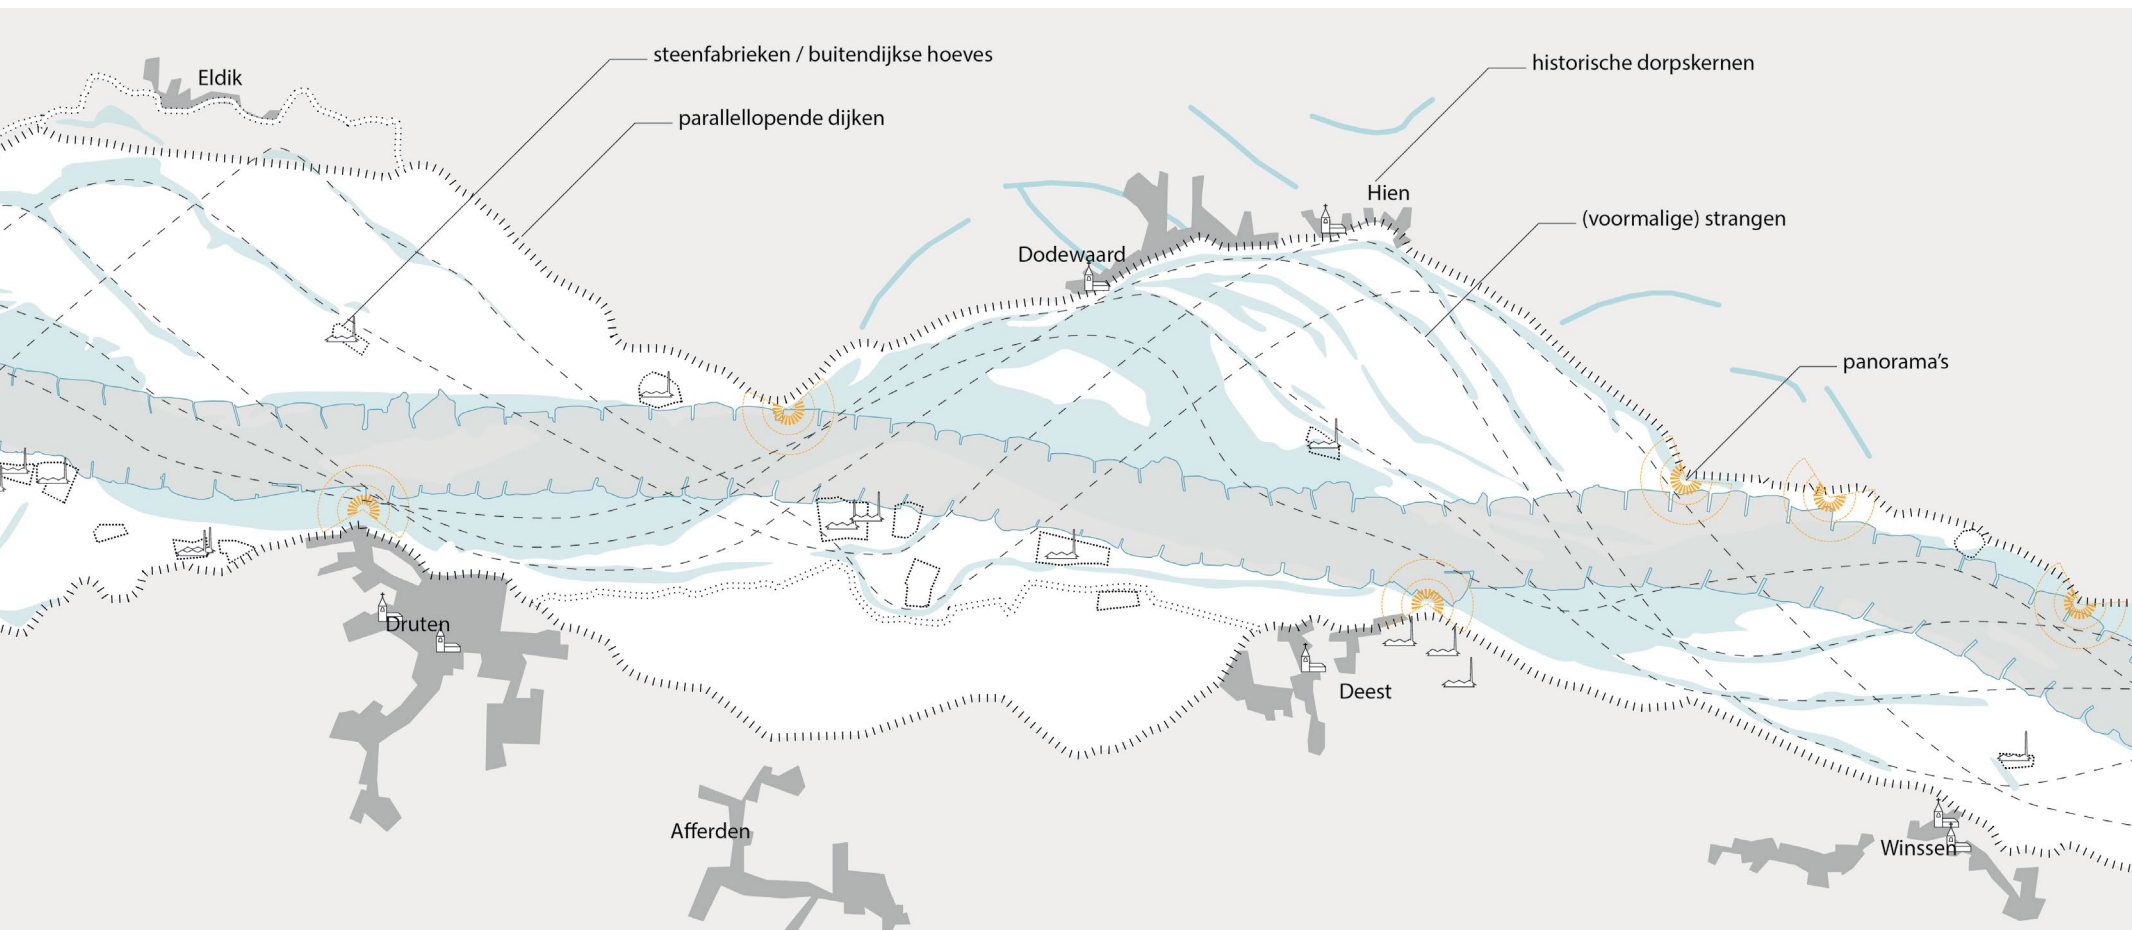 steenfabrieken / buitendijkse hoeves
historische dorpskernen
Eldik
parallellopende dijken
Hien
(voormalige) strangen
Dodewaard
panorama's
Druten
Deest
Afferden
Winssen